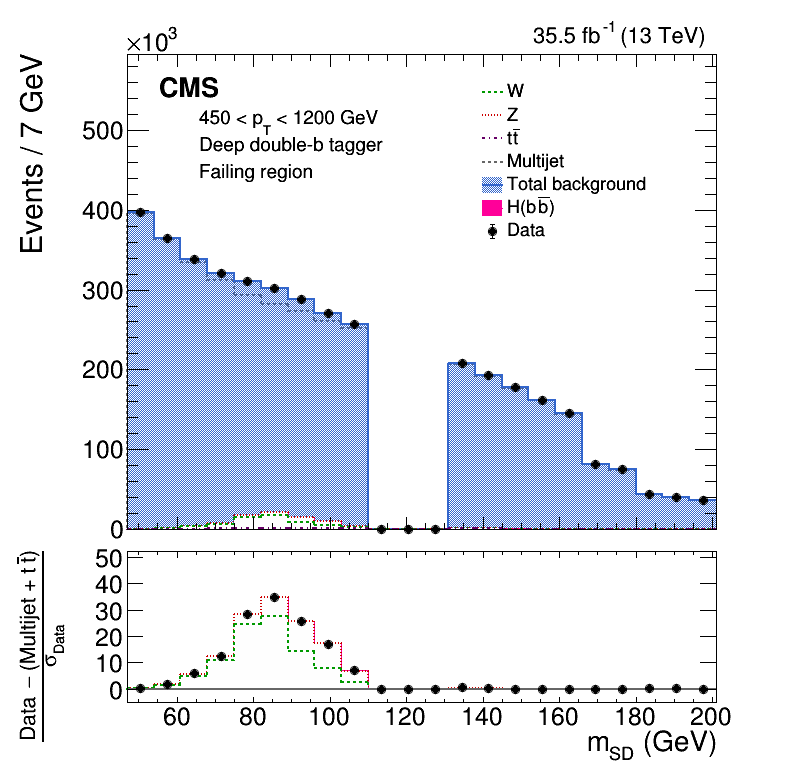 ×10³
35.5 fb⁻¹ (13 TeV)
Events / 7 GeV
CMS
450 < p_T < 1200 GeV
Deep double-b tagger
Failing region
W
Z
tt̅
Multijet
Total background
H(bb̅)
Data
500
400
300
200
100
0
Data − (Multijet + tt̅)
σ_Data
50
40
30
20
10
0
60 80 100 120 140 160 180 200
m_SD (GeV)